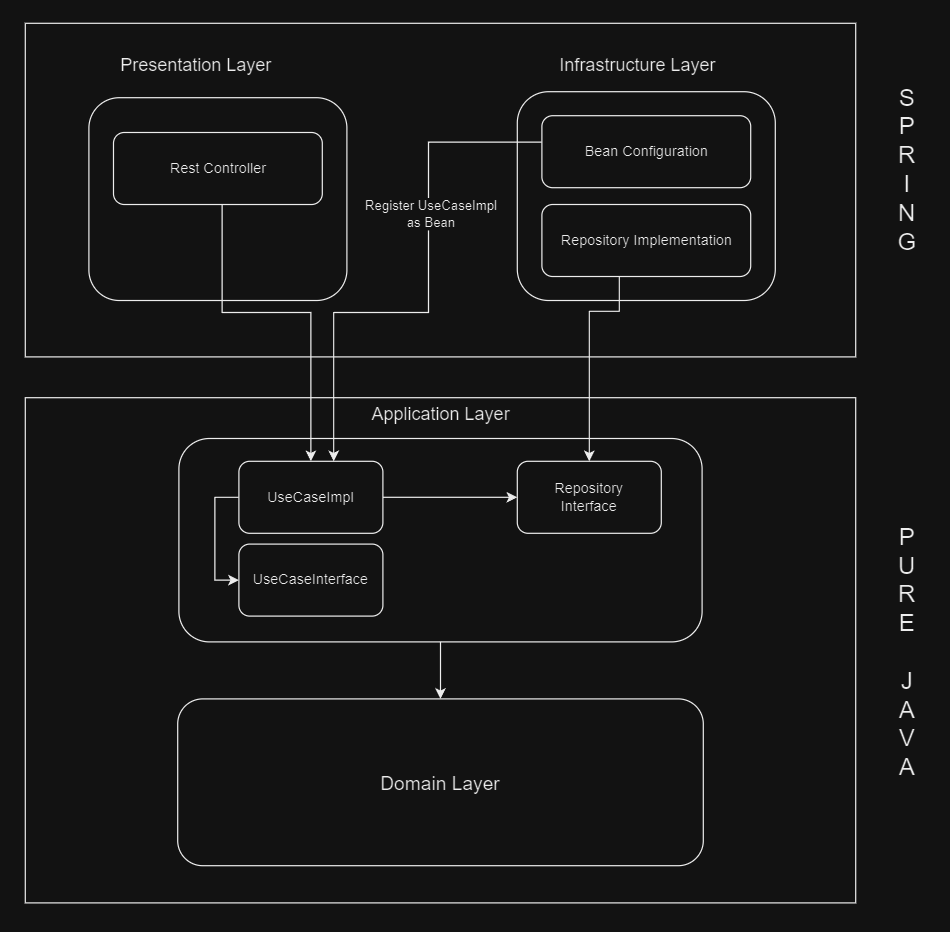 Presentation Layer
Infrastructure Layer
Rest Controller
Bean Configuration
Register UseCaseImpl
as Bean
Repository Implementation
S
P
R
I
N
G
Application Layer
UseCaseImpl
Repository
Interface
UseCaseInterface
Domain Layer
P
U
R
E
J
A
V
A